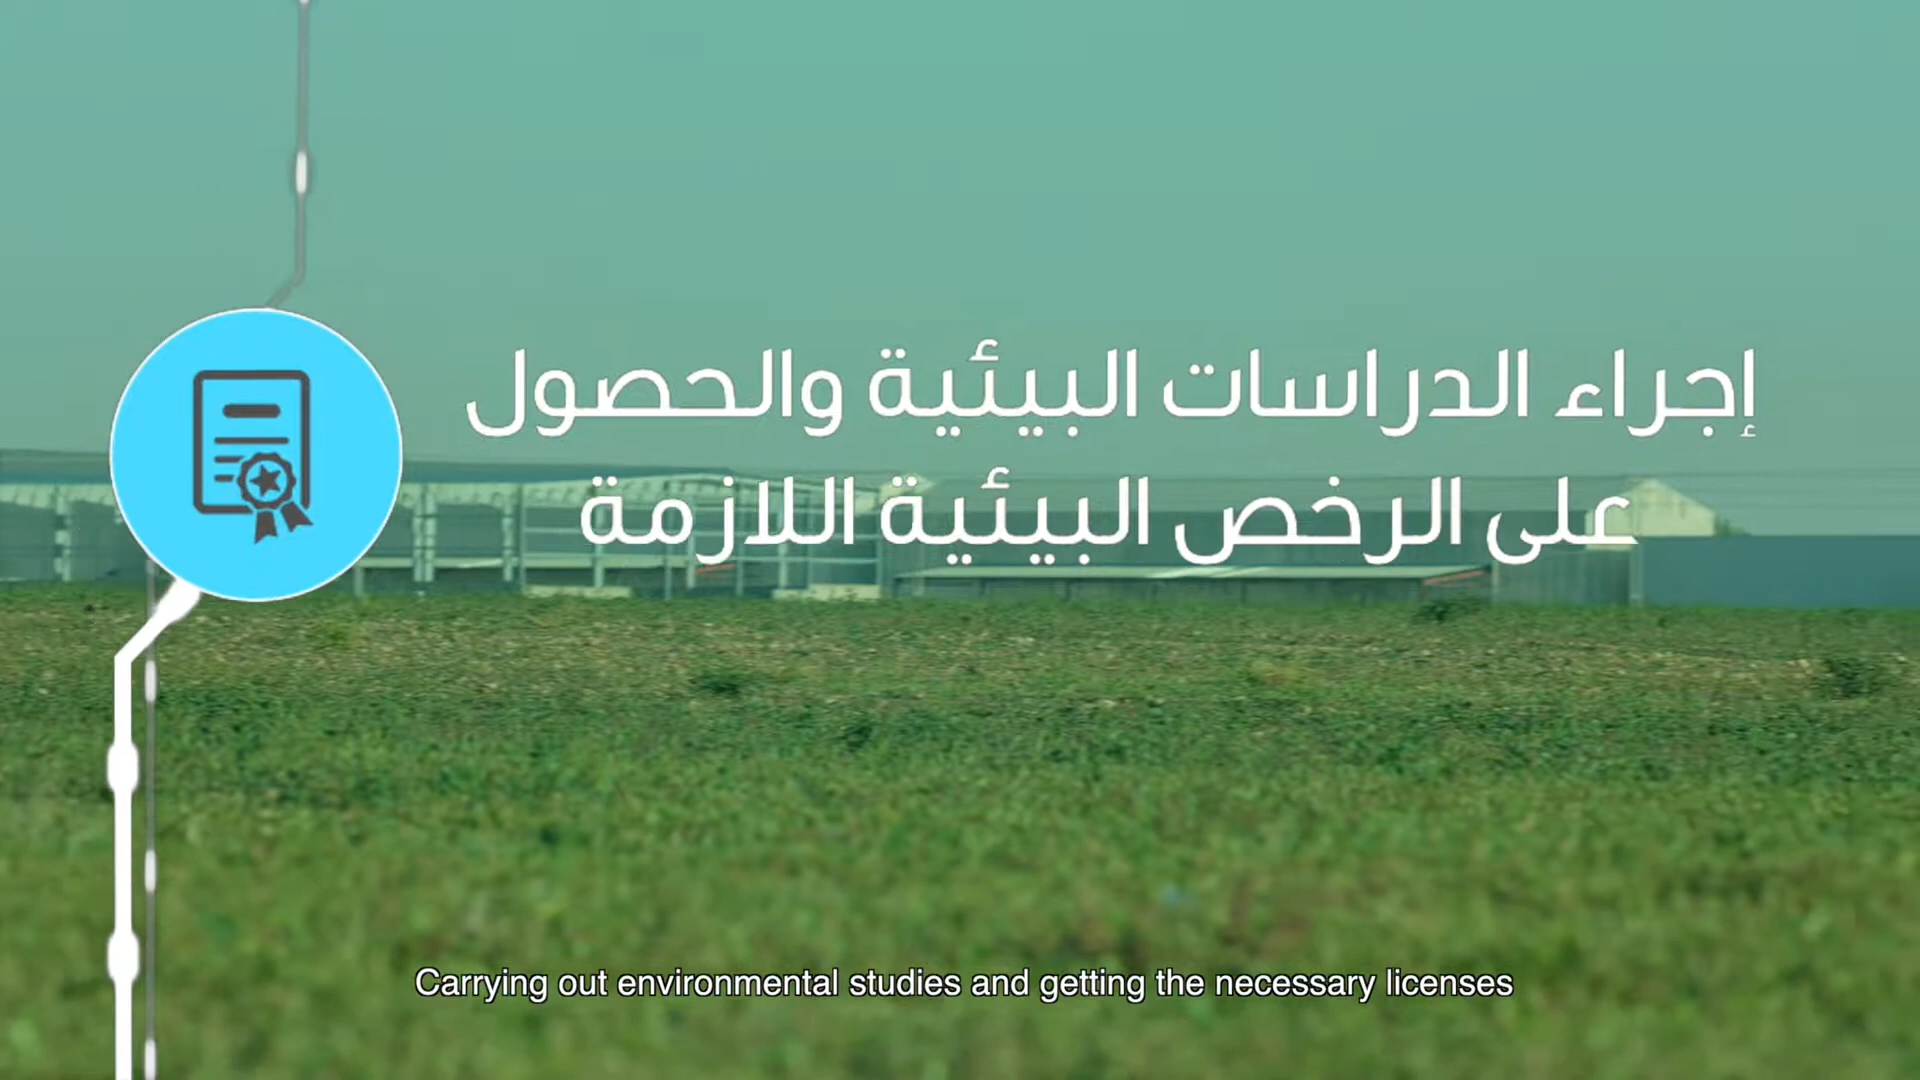 إجراء الدراسات البيئية والحصول
على الرخص البيئية اللازمة
Carrying out environmental studies and getting the necessary licenses